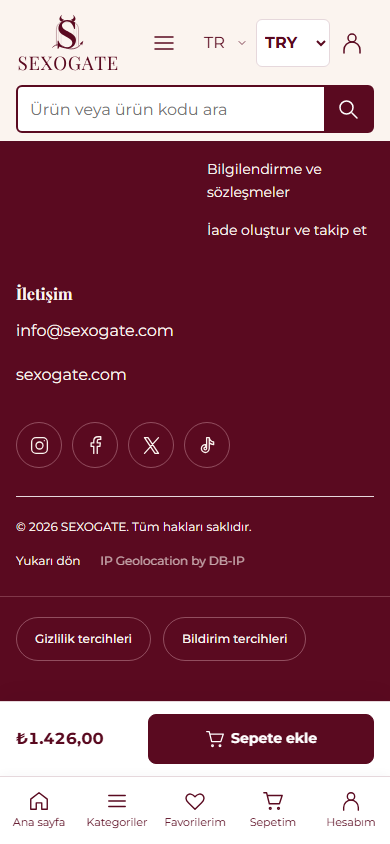 SEXOGATE
TR
TRY
Ürün veya ürün kodu ara
Bilgilendirme ve
sözleşmeler
İade oluştur ve takip et
İletişim
info@sexogate.com
sexogate.com
© 2026 SEXOGATE. Tüm hakları saklıdır.
Yukarı dön IP Geolocation by DB-IP
Gizlilik tercihleri Bildirim tercihleri
₺1.426,00 Sepete ekle
Ana sayfa Kategoriler Favorilerim Sepetim Hesabım